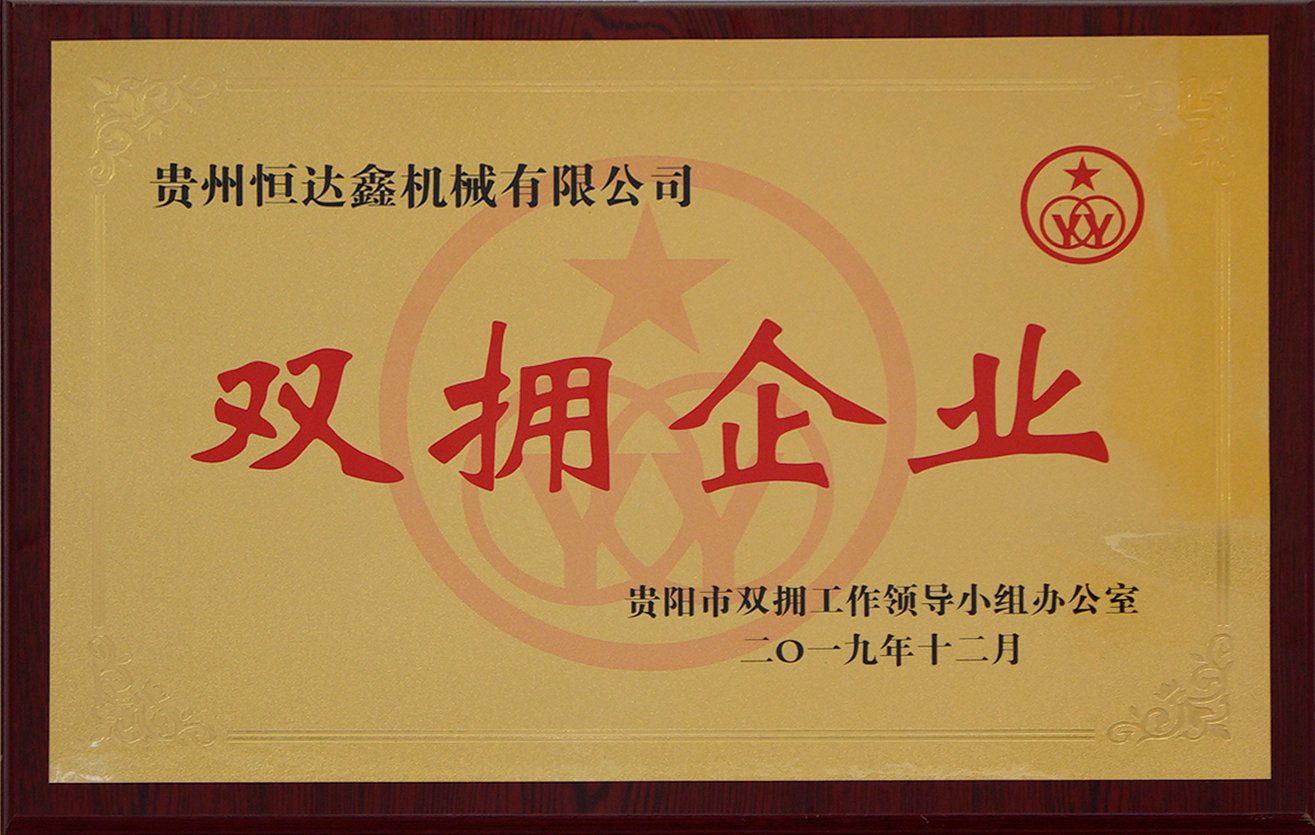 贵州恒达鑫机械有限公司
YY
双拥企业
贵阳市双拥工作领导小组办公室
二〇一九年十二月